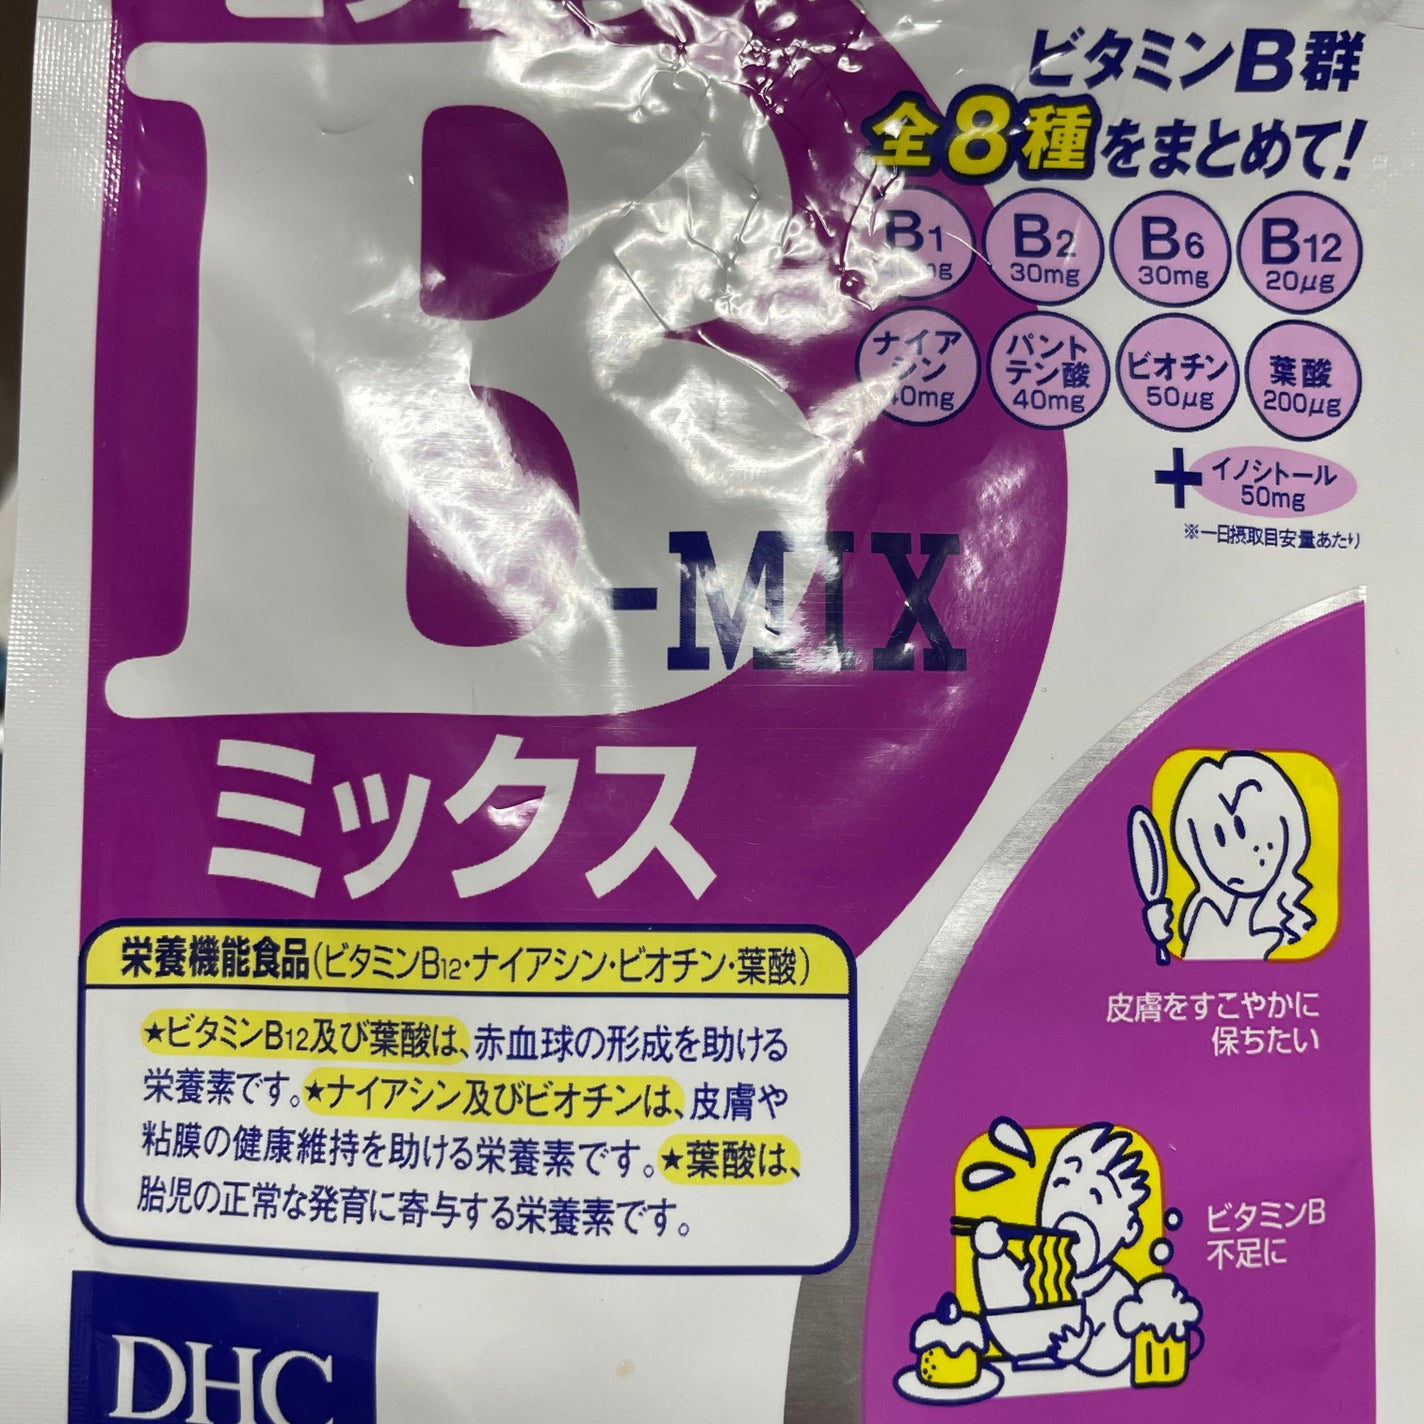 B
-MIX
ミックス
ビタミンB群
全8種をまとめて!
B1
B2
30mg
B6
30mg
B12
20μg
ナイア
シン
40mg
パント
テン酸
40mg
ビオチン
50μg
葉酸
200μg
+
イノシトール
50mg
※一日摂取目安量あたり
栄養機能食品(ビタミンB12・ナイアシン・ビオチン・葉酸)
★ビタミンB12及び葉酸は、赤血球の形成を助ける
栄養素です。★ナイアシン及びビオチンは、皮膚や
粘膜の健康維持を助ける栄養素です。★葉酸は、
胎児の正常な発育に寄与する栄養素です。
皮膚をすこやかに
保ちたい
ビタミンB
不足に
DHC